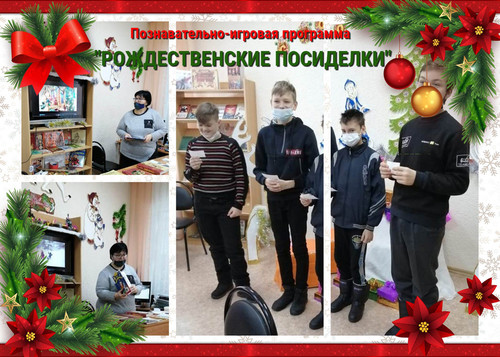 Познавательно-игровая программа
"РОЖДЕСТВЕНСКИЕ ПОСИДЕЛКИ"